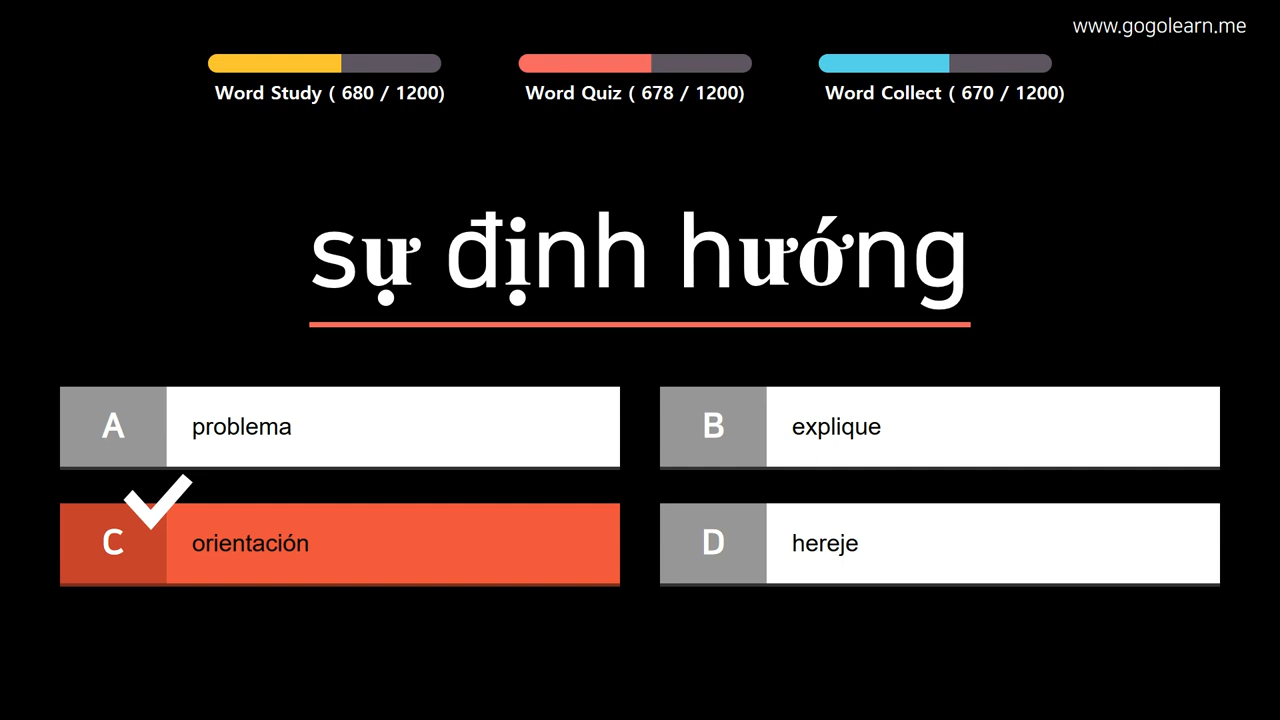 www.gogolearn.me
Word Study ( 680 / 1200)
Word Quiz ( 678 / 1200)
Word Collect ( 670 / 1200)
sự định hướng
A problema
B explique
C orientación
D hereje